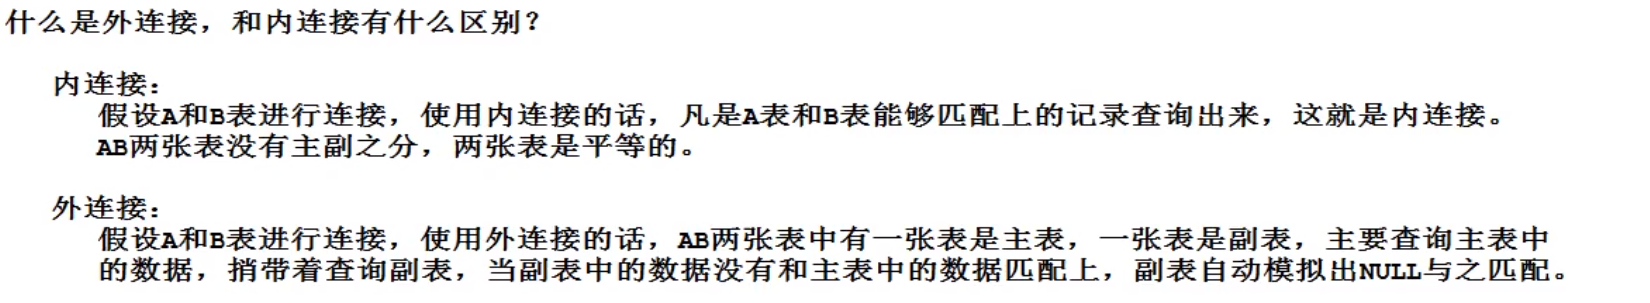 什么是外连接，和内连接有什么区别？
内连接：
假设A和B表进行连接，使用内连接的话，凡是A表和B表能够匹配上的记录查询出来，这就是内连接。
AB两张表没有主副之分，两张表是平等的。
外连接：
假设A和B表进行连接，使用外连接的话，AB两张表中有一张表是主表，一张表是副表，主要查询主表中
的数据，捎带着查询副表，当副表中的数据没有和主表中的数据匹配上，副表自动模拟出NULL与之匹配。